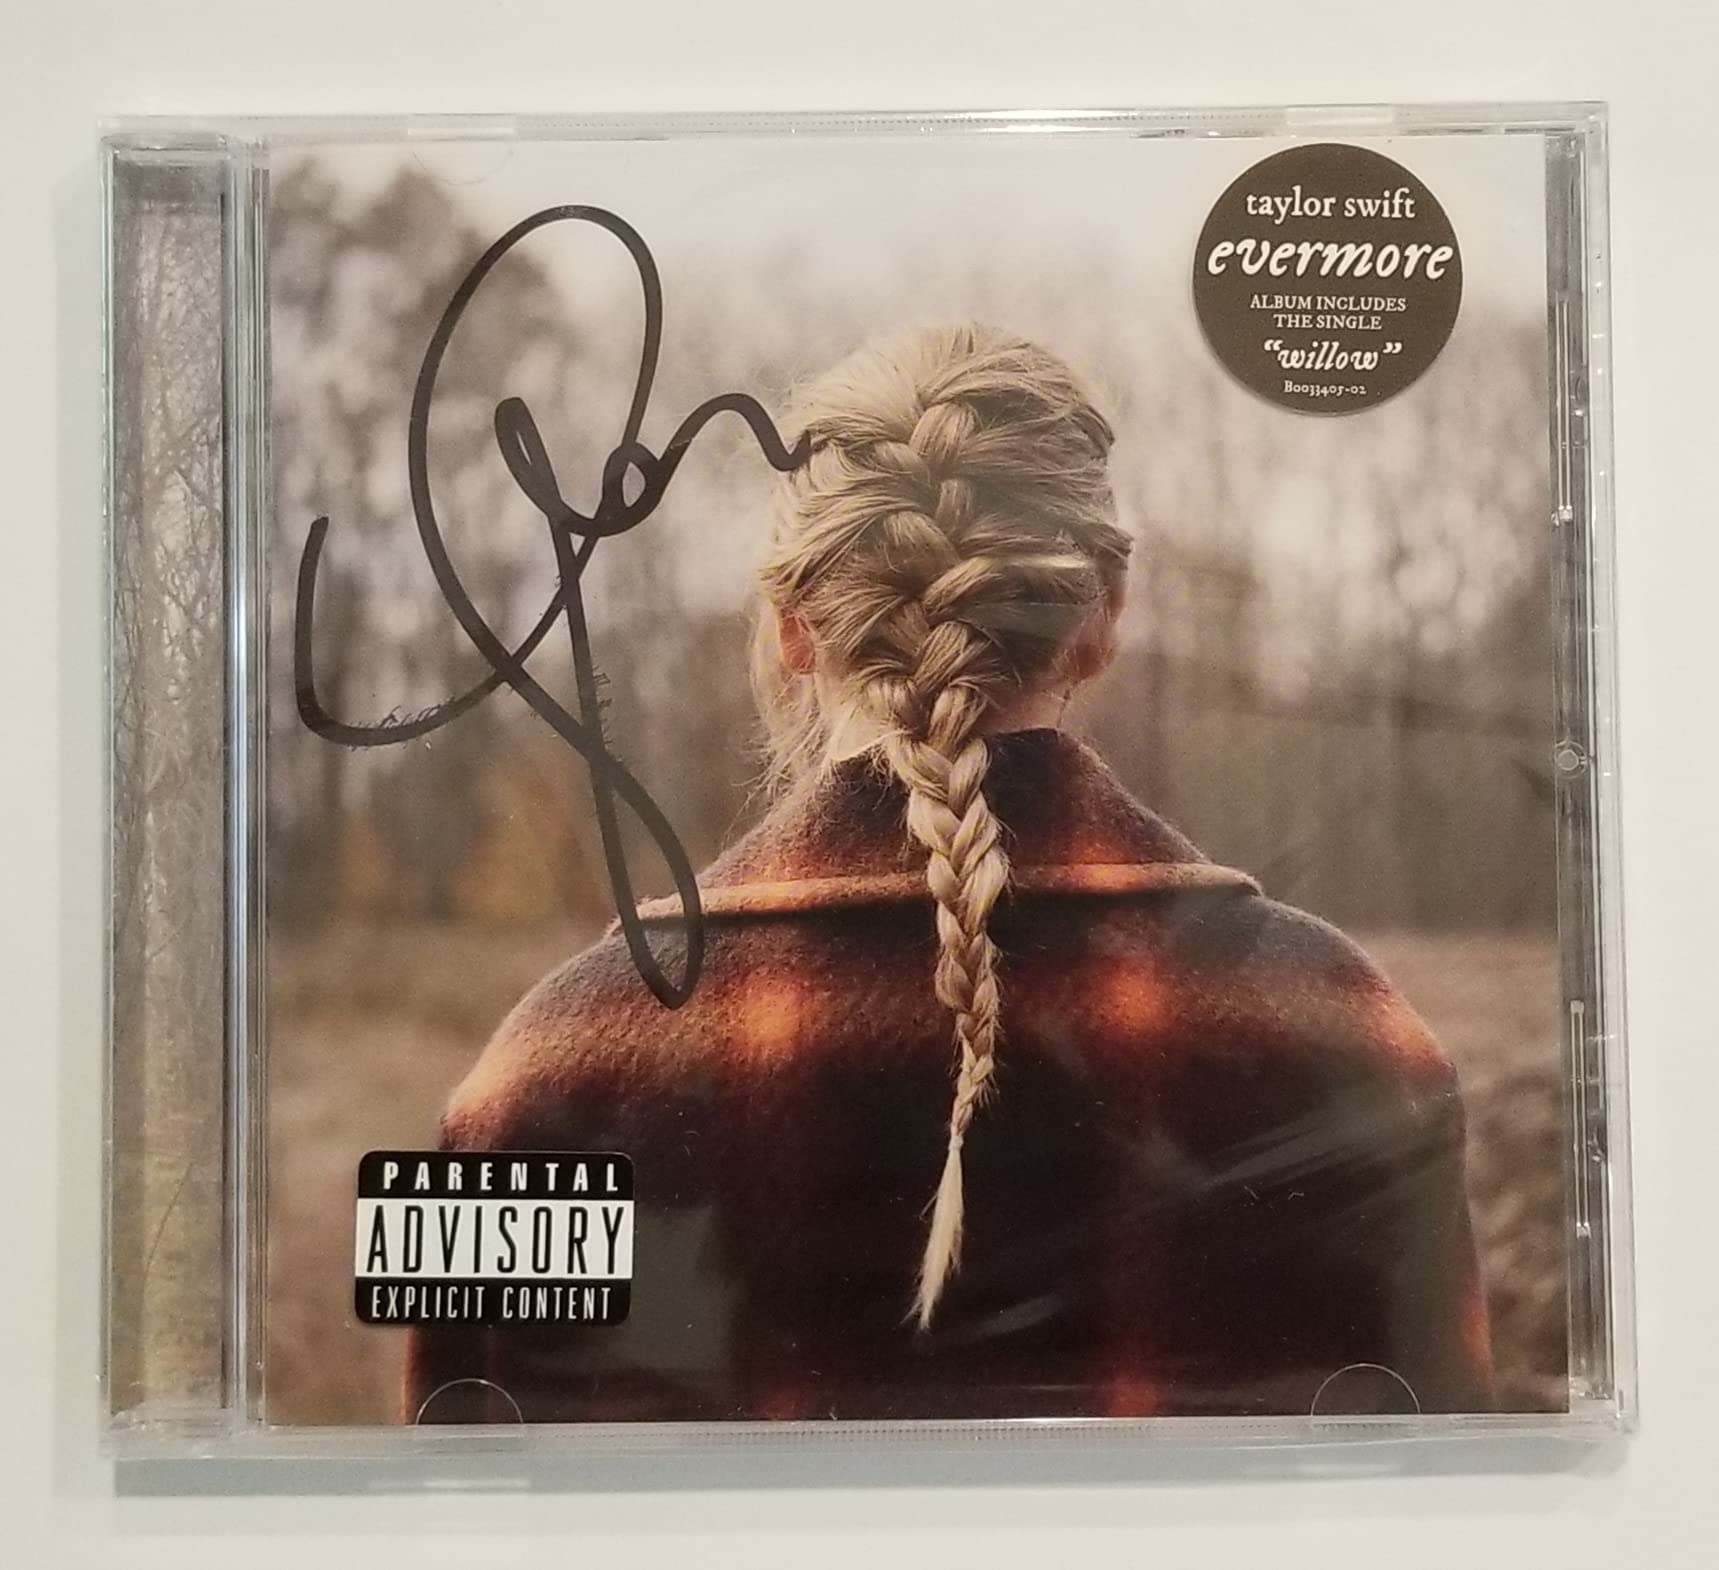 taylor swift
evermore
ALBUM INCLUDES
THE SINGLE
“willow”
B0033405-02
PARENTAL
ADVISORY
EXPLICIT CONTENT